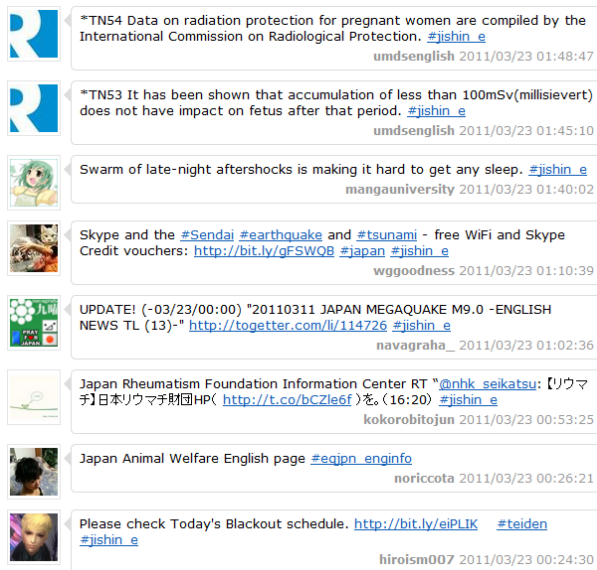 *TN54 Data on radiation protection for pregnant women are compiled by the
International Commission on Radiological Protection. #jishin_e
umdsenglish 2011/03/23 01:48:47
*TN53 It has been shown that accumulation of less than 100mSv(millisievert)
does not have impact on fetus after that period. #jishin_e
umdsenglish 2011/03/23 01:45:10
Swarm of late-night aftershocks is making it hard to get any sleep. #jishin_e
mangauniversity 2011/03/23 01:40:02
Skype and the #Sendai #earthquake and #tsunami - free WiFi and Skype
Credit vouchers: http://bit.ly/gFSWQB #japan #jishin_e
wggoodness 2011/03/23 01:10:39
UPDATE! (-03/23/00:00) "20110311 JAPAN MEGAQUAKE M9.0 -ENGLISH
NEWS TL (13)-" http://togetter.com/li/114726 #jishin_e
navagraha_ 2011/03/23 01:02:36
九曜
PRAY
FOR
JAPAN
Japan Rheumatism Foundation Information Center RT “@nhk_seikatsu: 【リウマ
チ】日本リウマチ財団HP( http://t.co/bCZle6f )を。(16:20) #jishin_e
kokorobitojun 2011/03/23 00:53:25
Japan Animal Welfare English page #eqjpn_enginfo
noriccota 2011/03/23 00:26:21
Please check Today's Blackout schedule. http://bit.ly/eiPLIK #teiden
#jishin_e
hiroism007 2011/03/23 00:24:30